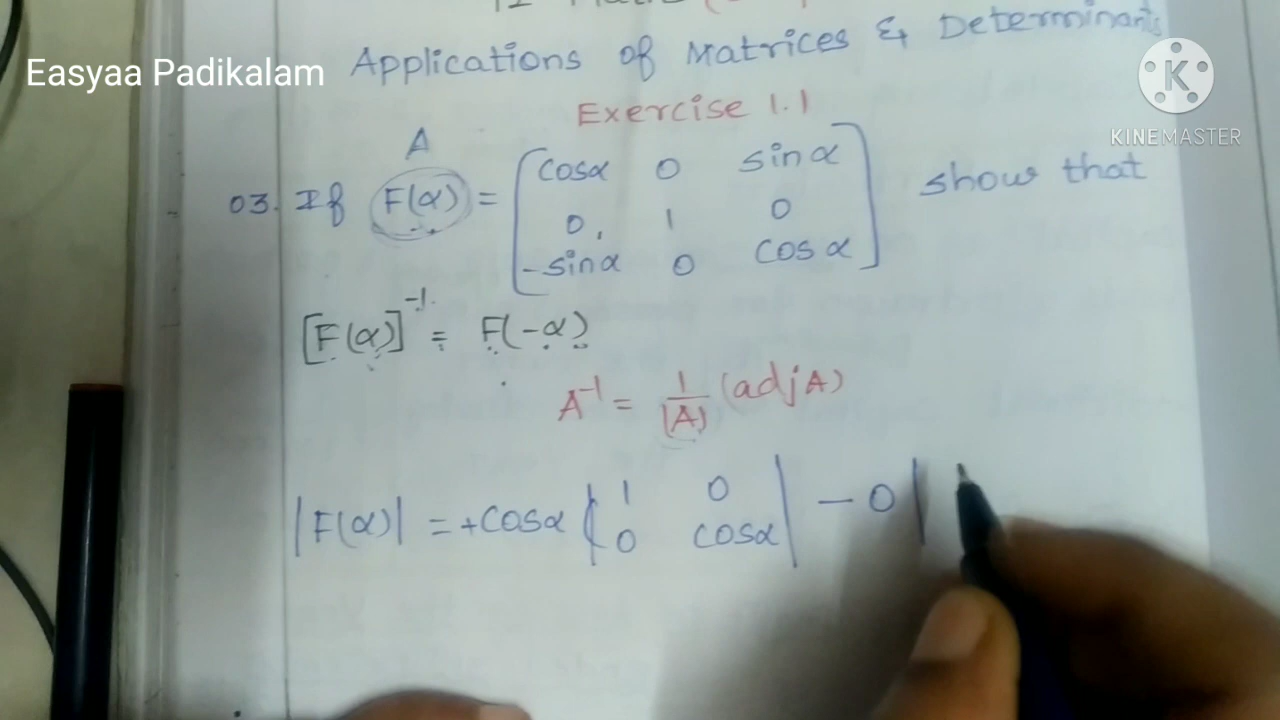 Applications of Matrices & Determinants
Easyaa Padikalam
KINEMASTER
Exercise 1.1
A
03. If F(α) = [cosα 0 sinα show that
0, 1 0
-sinα 0 cosα]
[F(α)]⁻¹ = F(-α)
A⁻¹ = 1/|A| (adj A)
|F(α)| = +cosα | 1 0 | - 0 |
0 cosα